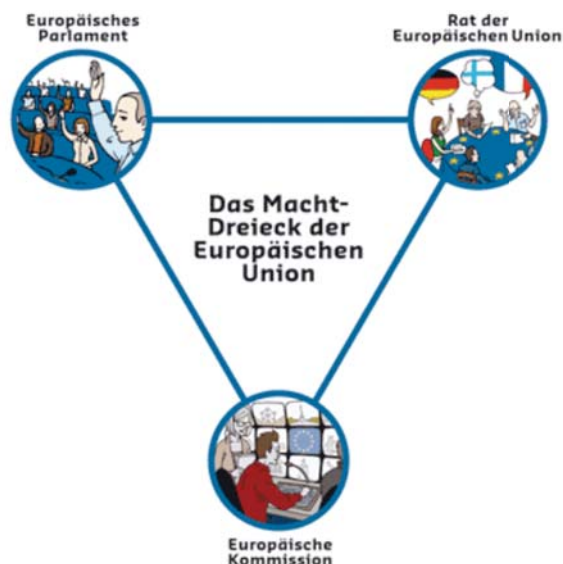 Europäisches
Parlament
Rat der
Europäischen Union
Das Macht-
Dreieck der
Europäischen
Union
Europäische
Kommission